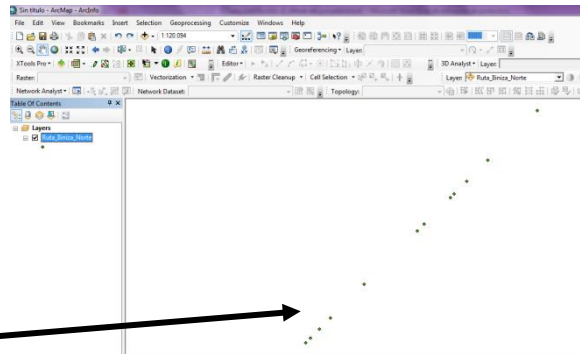 Sin título - ArcMap - ArcInfo
File Edit View Bookmarks Insert Selection Geoprocessing Customize Windows Help
1:120.094
Georeferencing Layer:
XTools Pro Editor 3D Analyst Layer:
Raster: Vectorization Raster Cleanup Cell Selection Layer: Ruta_Biniza_Norte
Network Analyst Network Dataset: Topology:
Table Of Contents
Layers
Ruta_Biniza_Norte